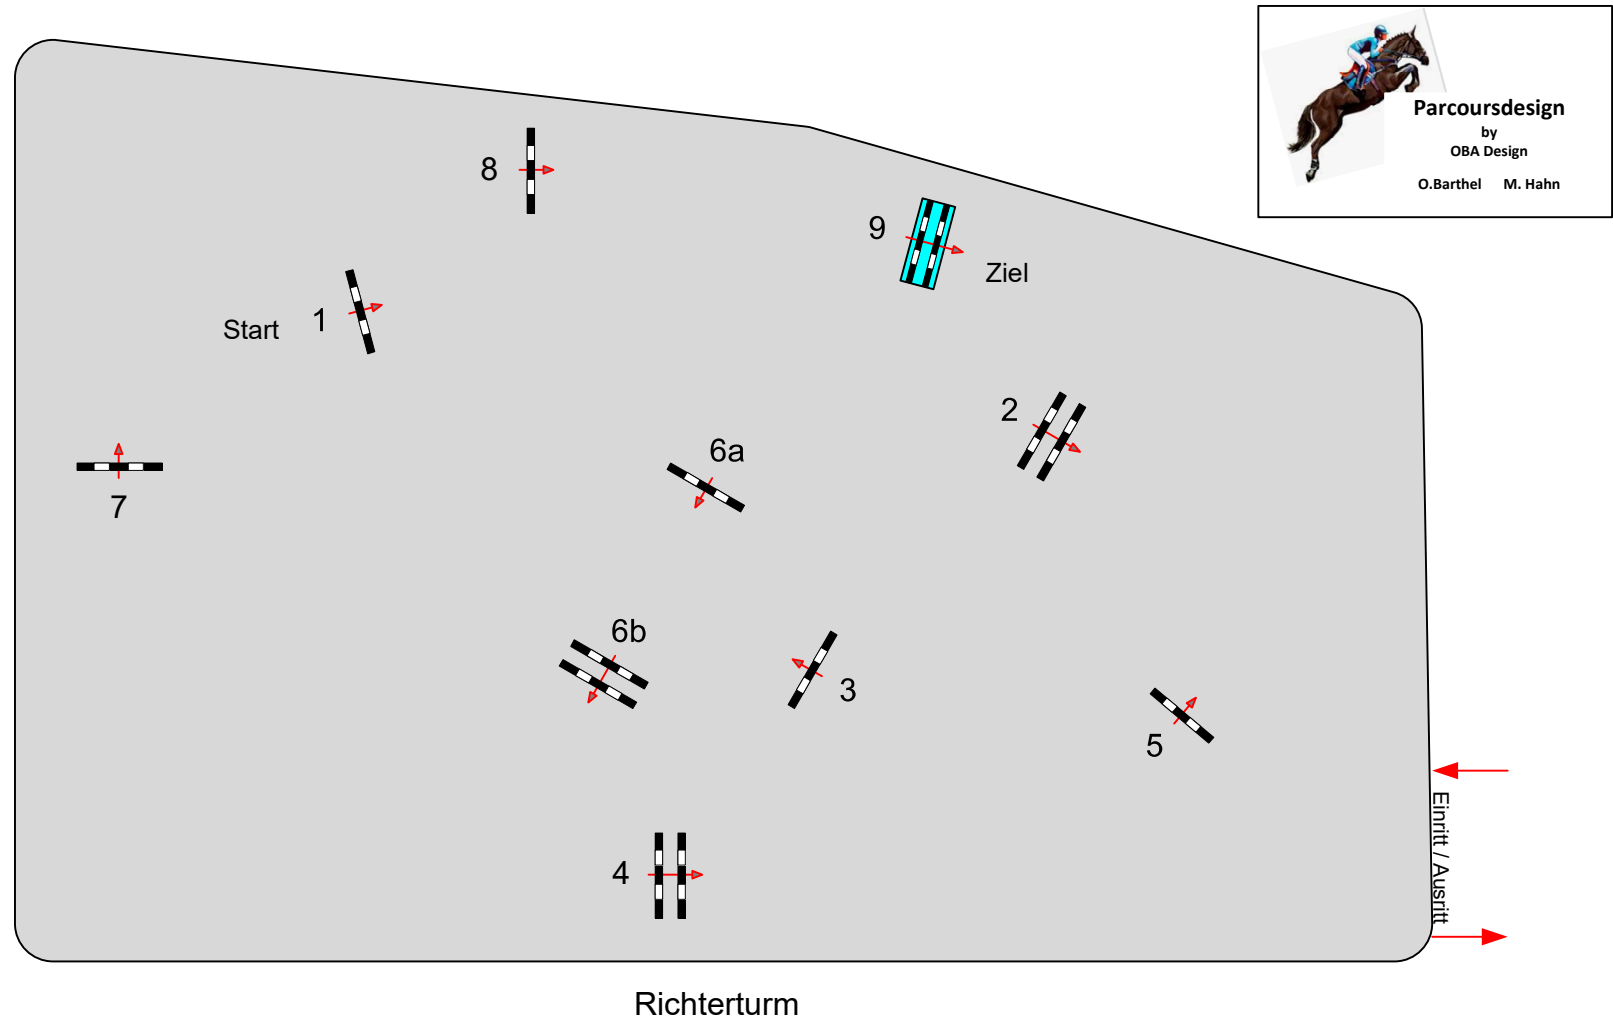 Parcoursdesign
by
OBA Design
O.Barthel M. Hahn
8
9
Ziel
1
Start
2
6a
7
6b
3
5
Einritt / Ausritt
4
Richterturm